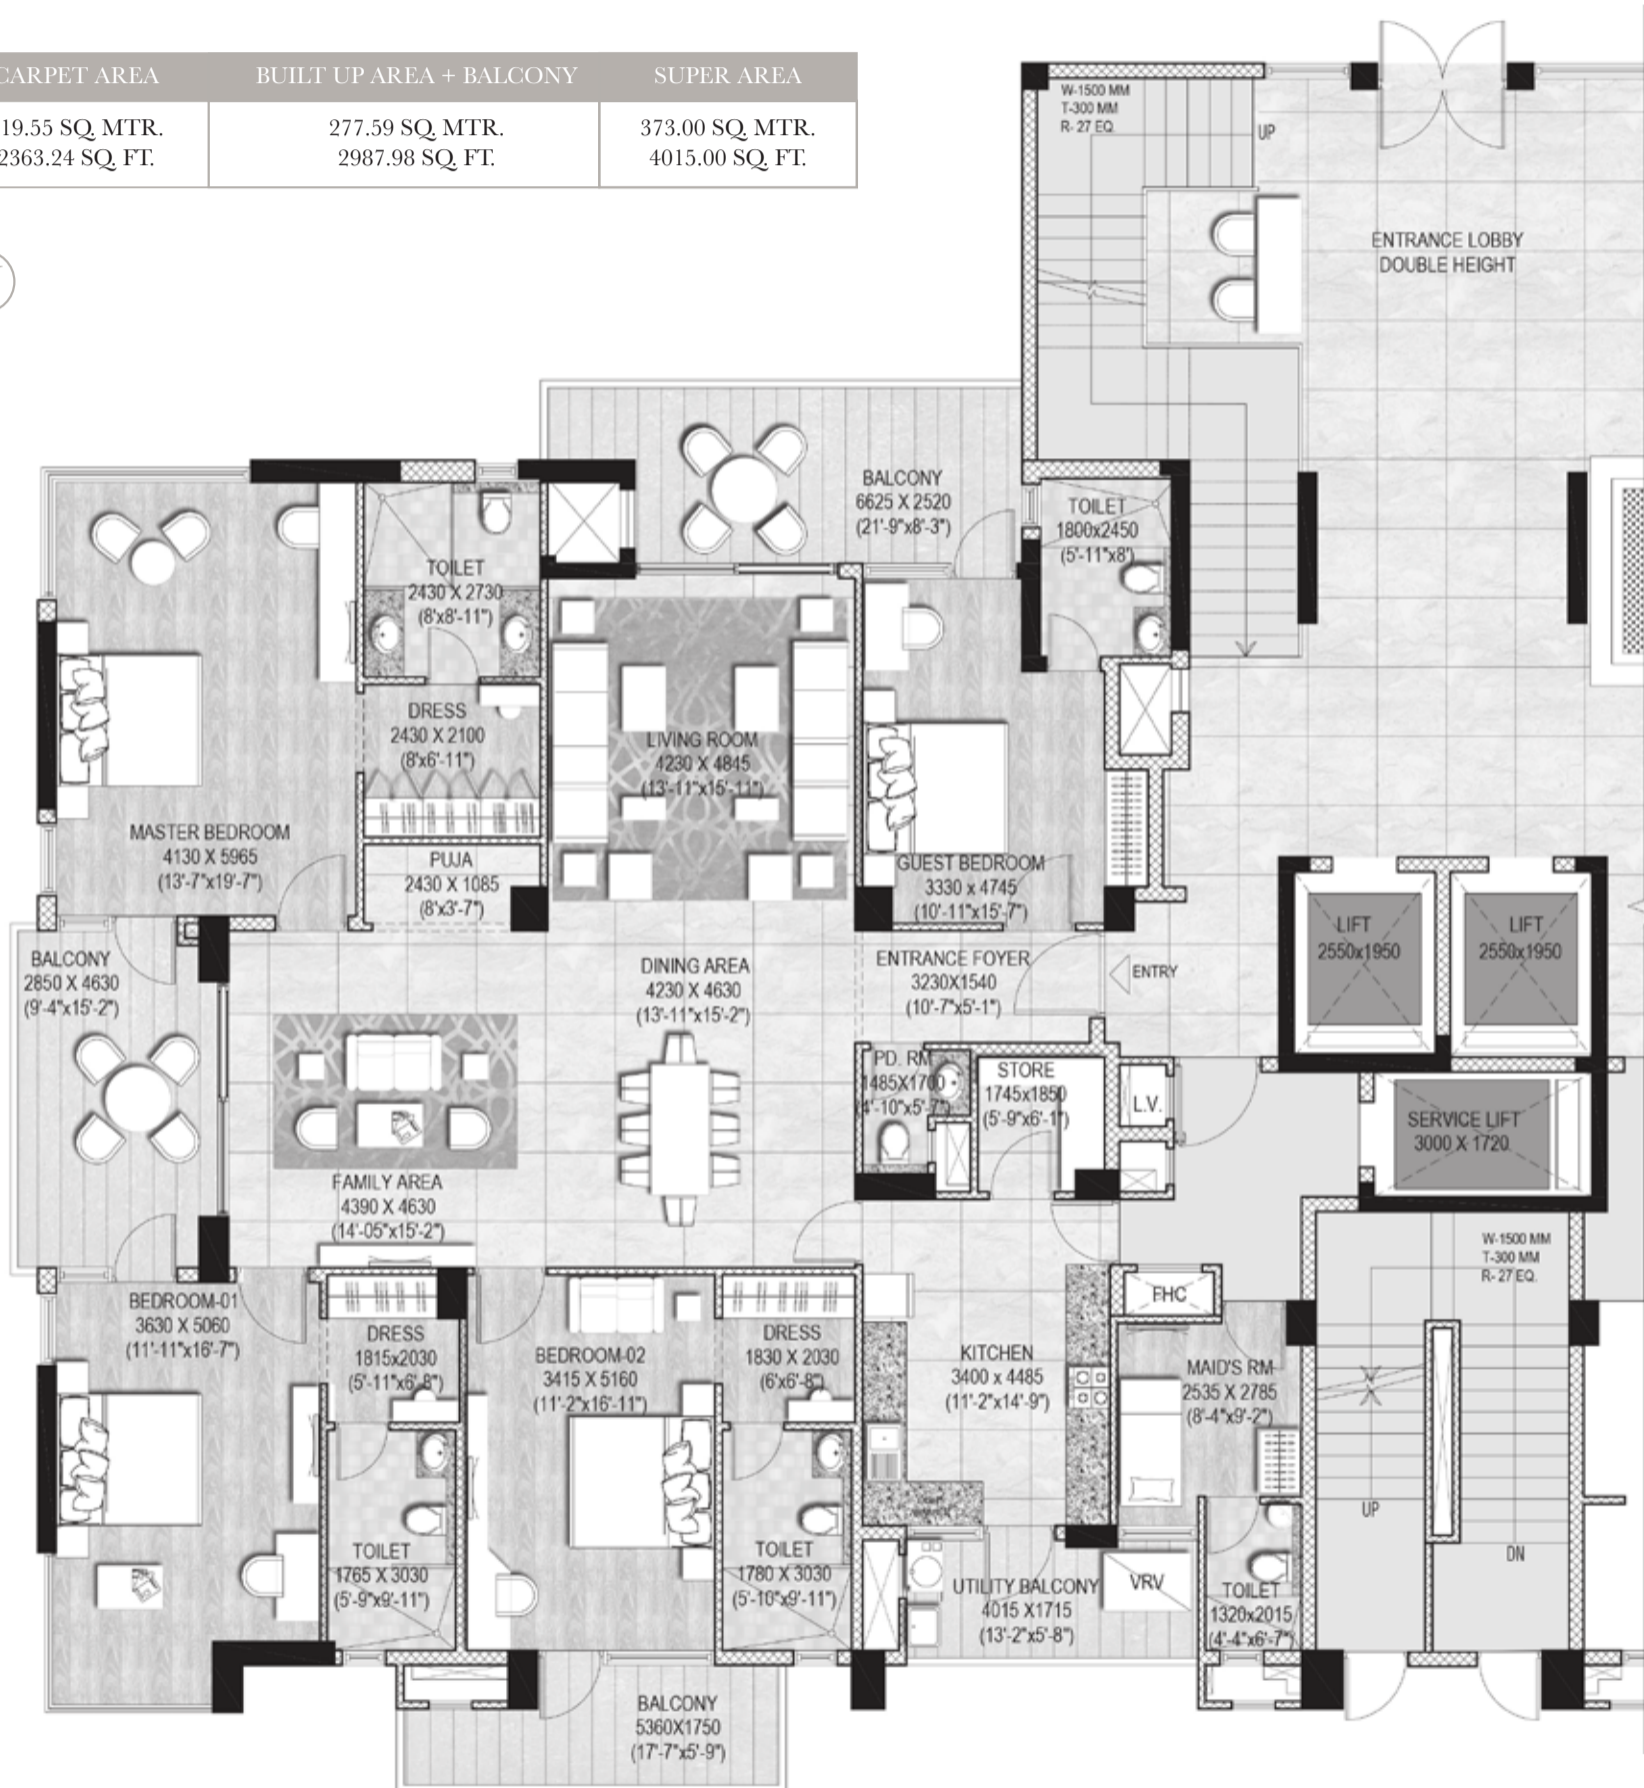 CARPET AREA
19.55 SQ. MTR.
2363.24 SQ. FT.
BUILT UP AREA + BALCONY
277.59 SQ. MTR.
2987.98 SQ. FT.
SUPER AREA
373.00 SQ. MTR.
4015.00 SQ. FT.
W-1500 MM
T-300 MM
R- 27 EQ.
UP
ENTRANCE LOBBY
DOUBLE HEIGHT
BALCONY
6625 X 2520
(21'-9"x8'-3")
TOILET
1800x2450
(5'-11"x8')
TOILET
2430 X 2730
(8'x8'-11")
DRESS
2430 X 2100
(8'x6'-11")
LIVING ROOM
4230 X 4845
(13'-11"x15'-11")
MASTER BEDROOM
4130 X 5965
(13'-7"x19'-7")
PUJA
2430 X 1085
(8'x3'-7")
GUEST BEDROOM
3330 x 4745
(10'-11"x15'-7")
LIFT
2550x1950
LIFT
2550x1950
BALCONY
2850 X 4630
(9'-4"x15'-2")
DINING AREA
4230 X 4630
(13'-11"x15'-2")
ENTRANCE FOYER
3230X1540
(10'-7"x5'-1")
ENTRY
PD. RM
1485X1700
(4'-10"x5'-7")
STORE
1745x1850
(5'-9"x6'-1")
L.V.
SERVICE LIFT
3000 X 1720
FAMILY AREA
4390 X 4630
(14'-05"x15'-2")
W-1500 MM
T-300 MM
R- 27 EQ.
BEDROOM-01
3630 X 5060
(11'-11"x16'-7")
DRESS
1815x2030
(5'-11"x6'-8")
BEDROOM-02
3415 X 5160
(11'-2"x16'-11")
DRESS
1830 X 2030
(6'x6'-8")
KITCHEN
3400 x 4485
(11'-2"x14'-9")
FHC
MAID'S RM
2535 X 2785
(8'-4"x9'-2")
UP
DN
TOILET
1765 X 3030
(5'-9"x9'-11")
TOILET
1780 X 3030
(5'-10"x9'-11")
UTILITY BALCONY
4015 X1715
(13'-2"x5'-8")
VRV
TOILET
1320x2015
(4'-4"x6'-7")
BALCONY
5360X1750
(17'-7"x5'-9")